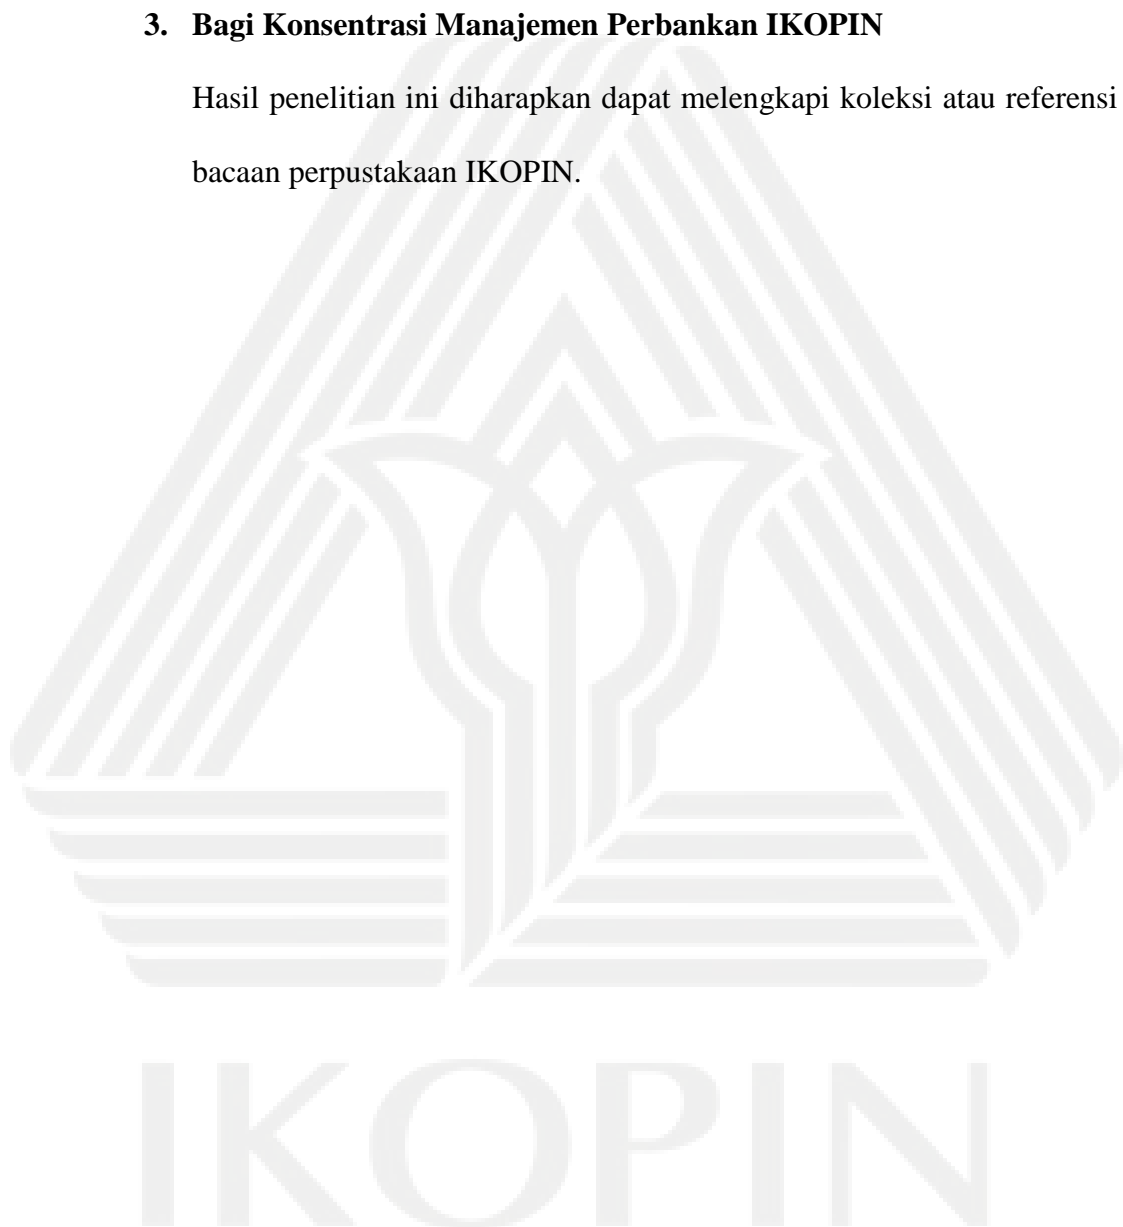 3. Bagi Konsentrasi Manajemen Perbankan IKOPIN
Hasil penelitian ini diharapkan dapat melengkapi koleksi atau referensi
bacaan perpustakaan IKOPIN.
IKOPIN